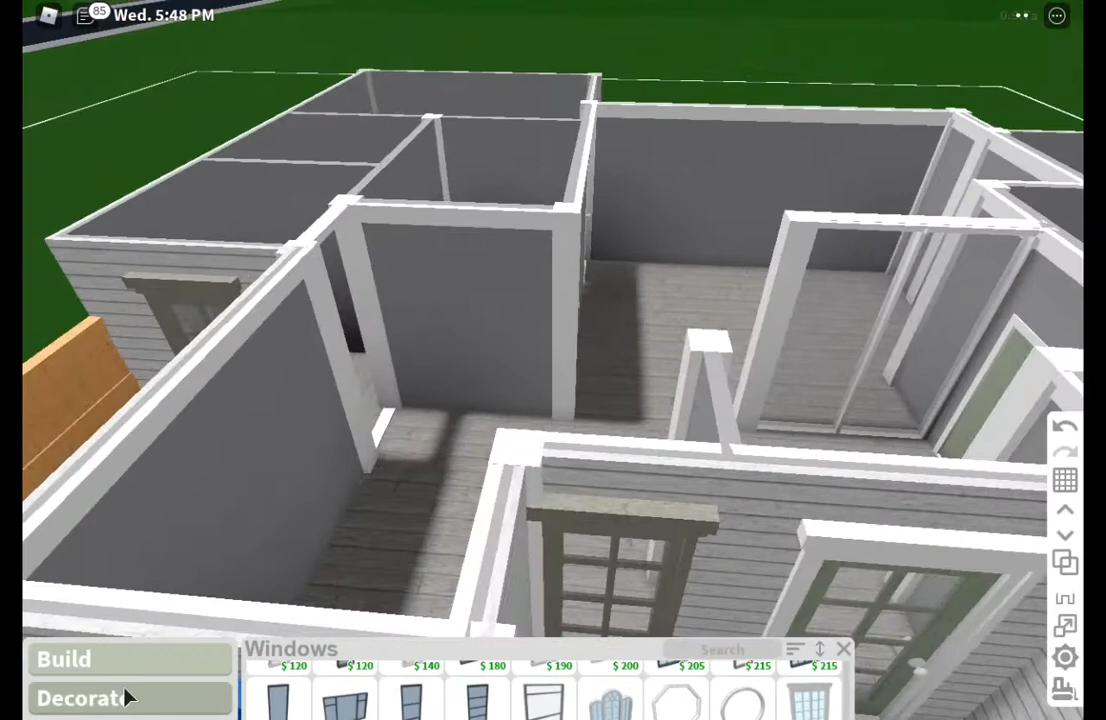 85 Wed. 5:48 PM
Build
Decorate
Windows
Search
$120 $120 $140 $180 $190 $200 $205 $215 $215